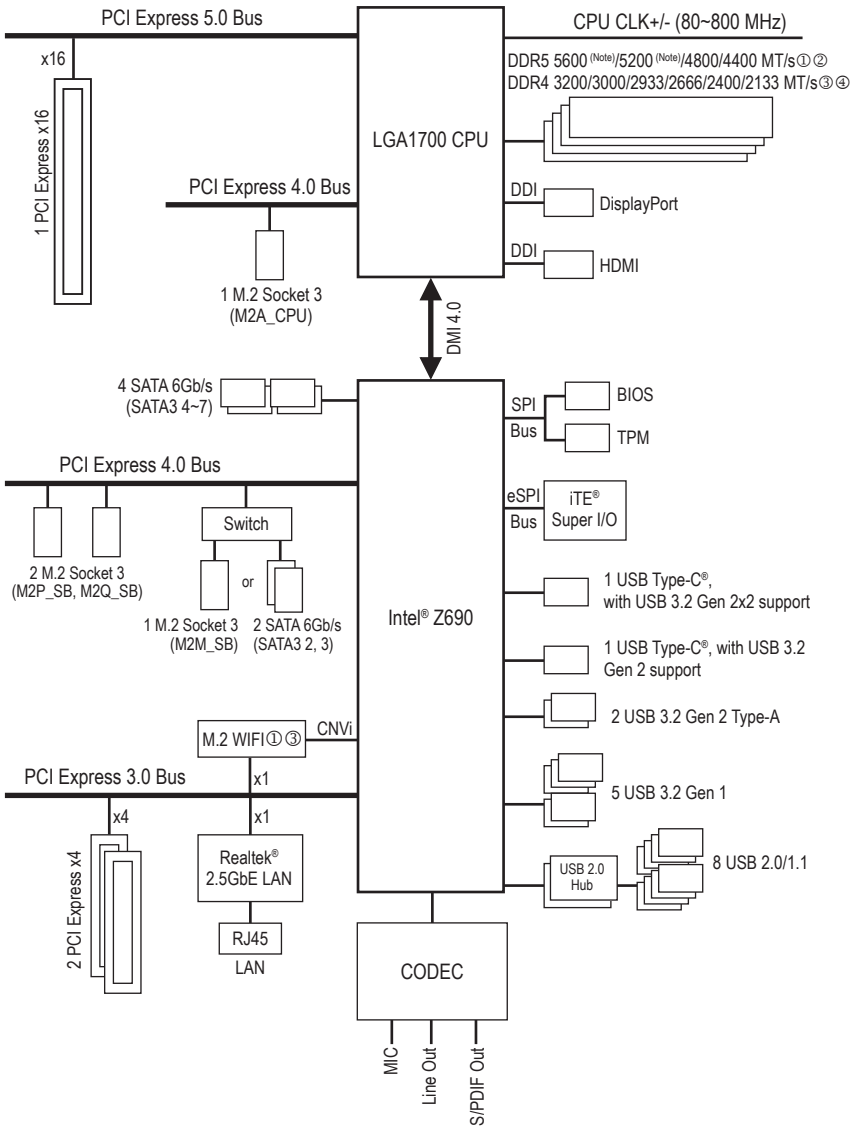 PCI Express 5.0 Bus
CPU CLK+/- (80~800 MHz)
x16
DDR5 5600 (Note)/5200 (Note)/4800/4400 MT/s①②
DDR4 3200/3000/2933/2666/2400/2133 MT/s③④
1 PCI Express x16
LGA1700 CPU
PCI Express 4.0 Bus
DDI
DisplayPort
DDI
HDMI
1 M.2 Socket 3
(M2A_CPU)
DMI 4.0
4 SATA 6Gb/s
(SATA3 4~7)
SPI
Bus
BIOS
TPM
PCI Express 4.0 Bus
eSPI
Bus
iTE®
Super I/O
Switch
2 M.2 Socket 3
(M2P_SB, M2Q_SB)
or
1 M.2 Socket 3
(M2M_SB)
2 SATA 6Gb/s
(SATA3 2, 3)
Intel® Z690
1 USB Type-C®,
with USB 3.2 Gen 2x2 support
1 USB Type-C®, with USB 3.2
Gen 2 support
2 USB 3.2 Gen 2 Type-A
M.2 WIFI①③
CNVi
PCI Express 3.0 Bus
x1
x4
x1
5 USB 3.2 Gen 1
2 PCI Express x4
Realtek®
2.5GbE LAN
USB 2.0
Hub
8 USB 2.0/1.1
RJ45
LAN
CODEC
MIC
Line Out
S/PDIF Out